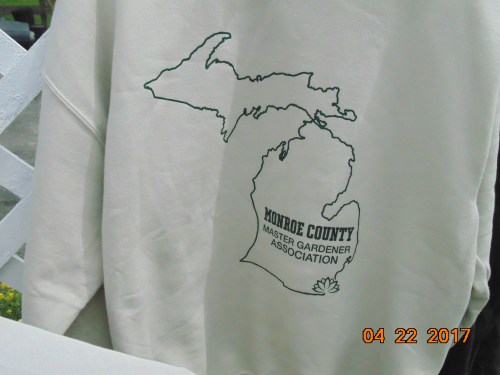 MONROE COUNTY
MASTER GARDENER
ASSOCIATION
04 22 2017